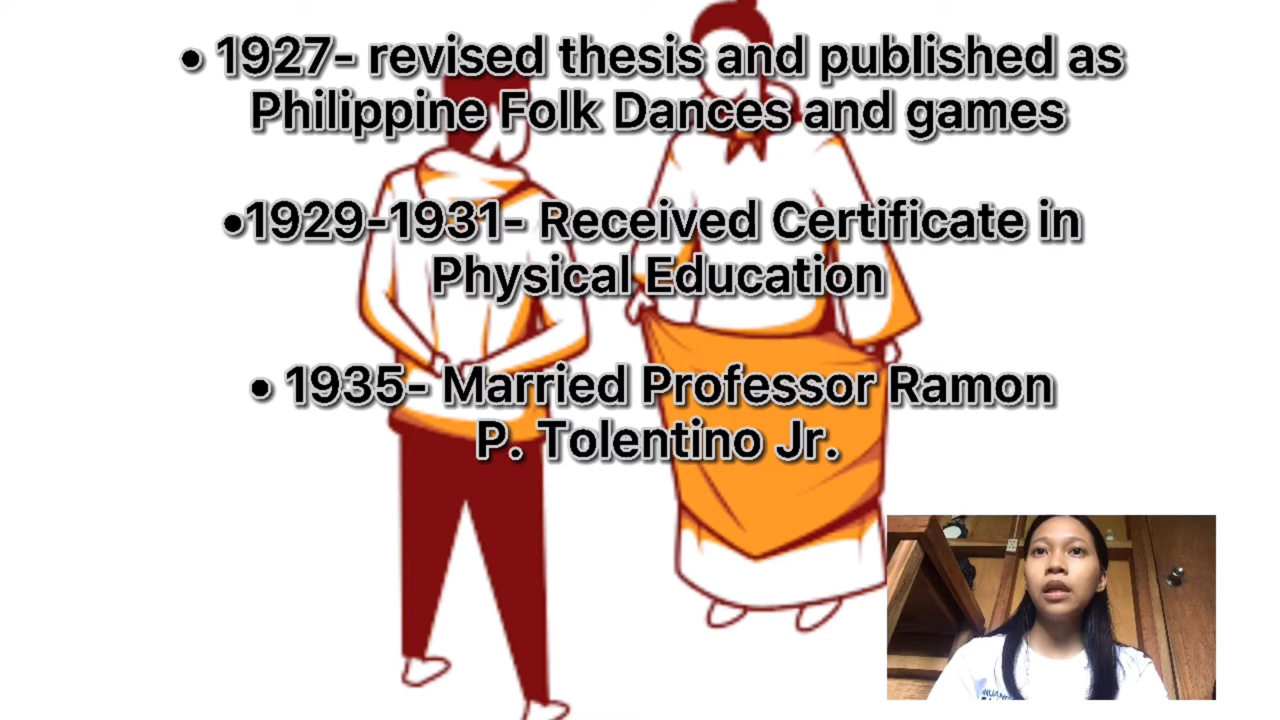 • 1927- revised thesis and published as
Philippine Folk Dances and games
•1929-1931- Received Certificate in
Physical Education
• 1935- Married Professor Ramon
P. Tolentino Jr.